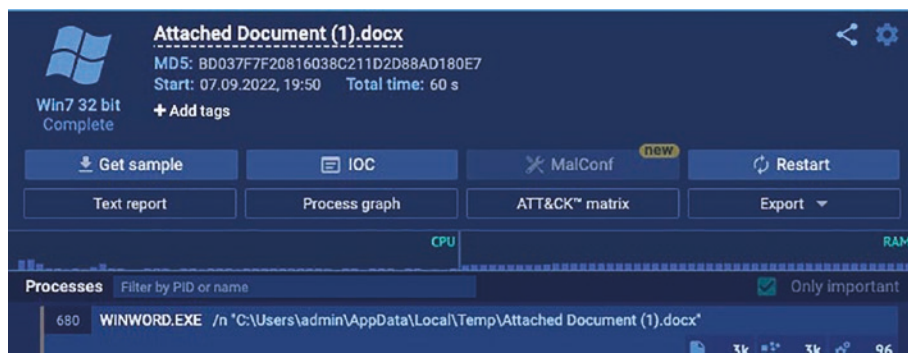 Attached Document (1).docx
MD5: BD037F7F20816038C211D2D88AD180E7
Start: 07.09.2022, 19:50 Total time: 60 s
Win7 32 bit
Complete
+ Add tags
Get sample
IOC
MalConf
new
Restart
Text report
Process graph
ATT&CK™ matrix
Export
CPU
RAM
Processes
Filter by PID or name
Only important
680 WINWORD.EXE /n "C:\Users\admin\AppData\Local\Temp\Attached Document (1).docx"
3k 3k 96